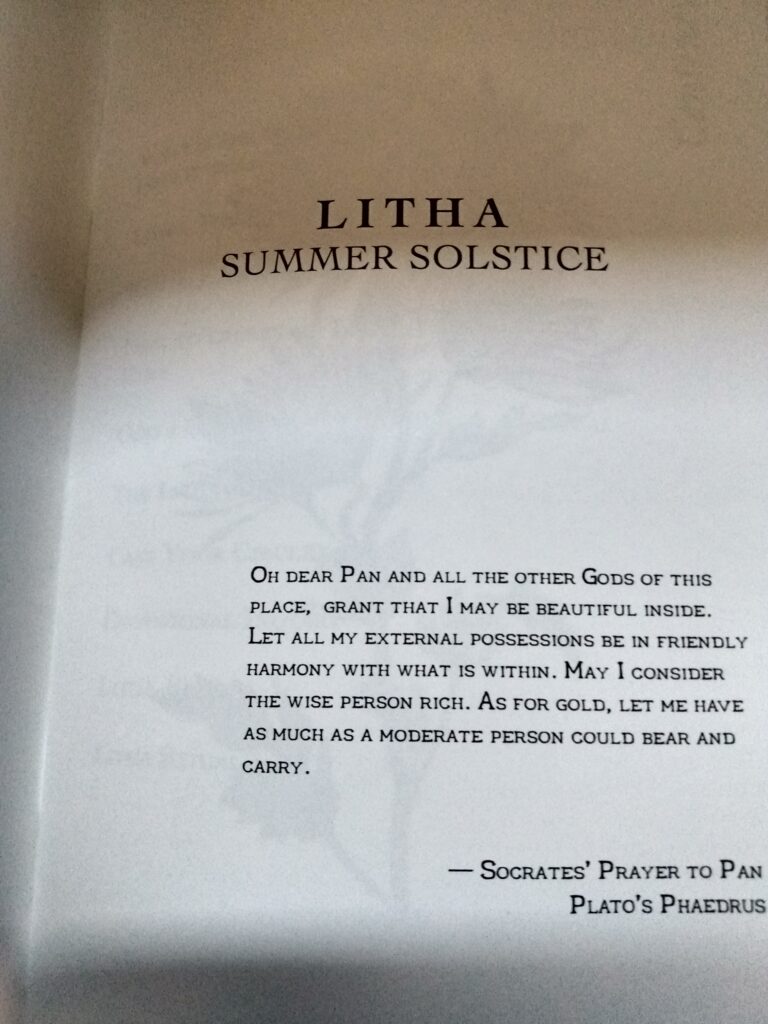 LITHA
SUMMER SOLSTICE
Oh dear Pan and all the other Gods of this
place, grant that I may be beautiful inside.
Let all my external possessions be in friendly
harmony with what is within. May I consider
the wise person rich. As for gold, let me have
as much as a moderate person could bear and
carry.
— Socrates' Prayer to Pan
Plato's Phaedrus